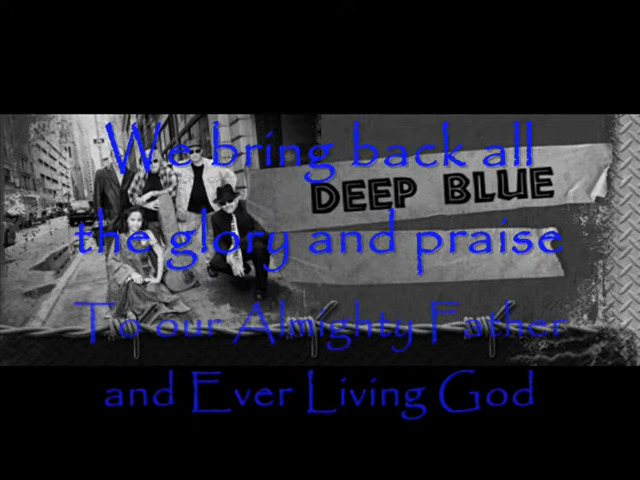 We bring back all
DEEP BLUE
the glory and praise
To our Almighty Father
and Ever Living God